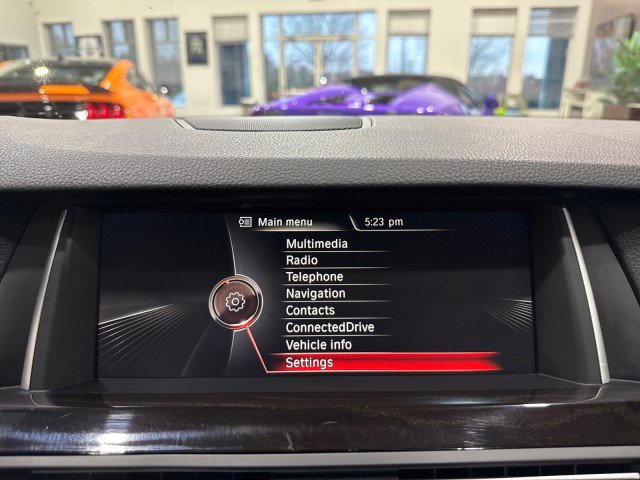 Main menu 5:23 pm
Multimedia
Radio
Telephone
Navigation
Contacts
ConnectedDrive
Vehicle info
Settings